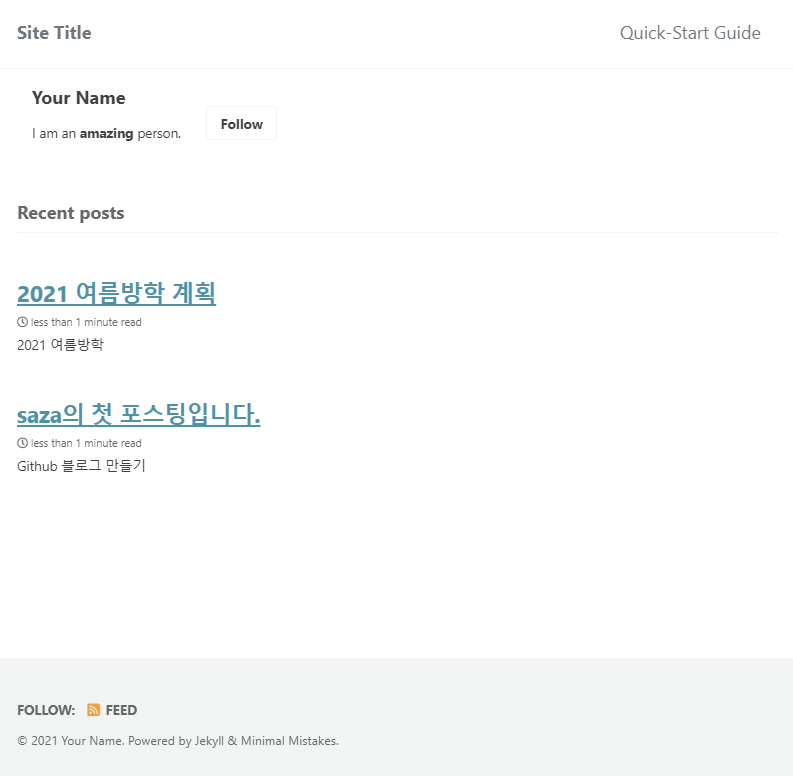 Site Title
Quick-Start Guide
Your Name
I am an amazing person.
Follow
Recent posts
2021 여름방학 계획
less than 1 minute read
2021 여름방학
saza의 첫 포스팅입니다.
less than 1 minute read
Github 블로그 만들기
FOLLOW: FEED
© 2021 Your Name. Powered by Jekyll & Minimal Mistakes.